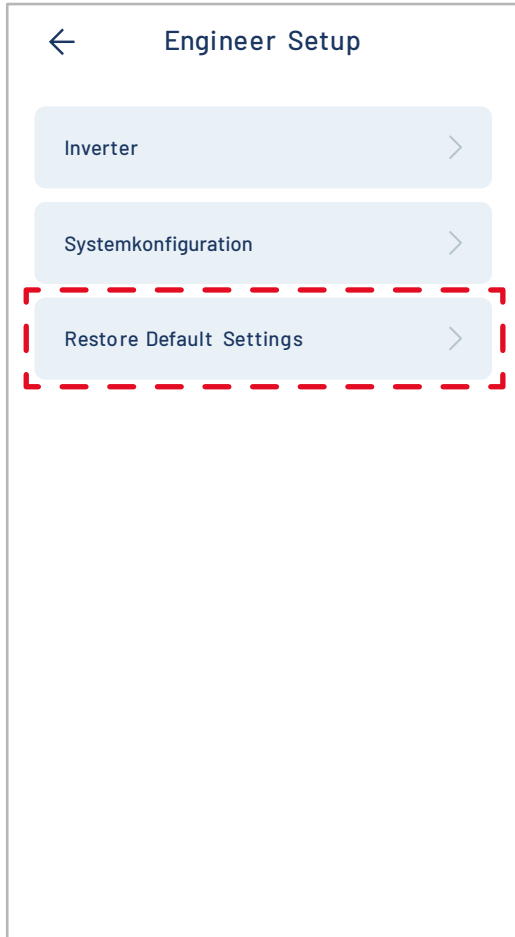 Engineer Setup
Inverter
Systemkonfiguration
Restore Default Settings